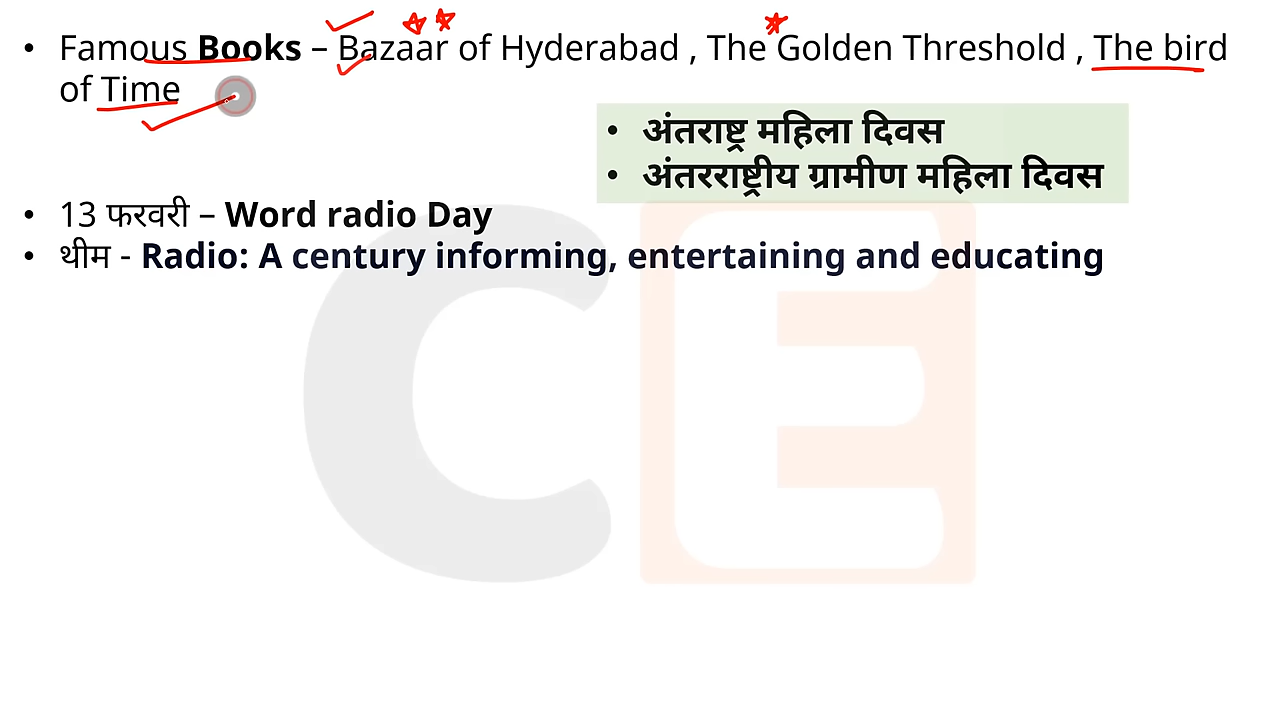 • Famous Books – Bazaar of Hyderabad , The Golden Threshold , The bird
of Time
• अंतराष्ट्र महिला दिवस
• अंतरराष्ट्रीय ग्रामीण महिला दिवस
• 13 फरवरी – Word radio Day
• थीम - Radio: A century informing, entertaining and educating
CE